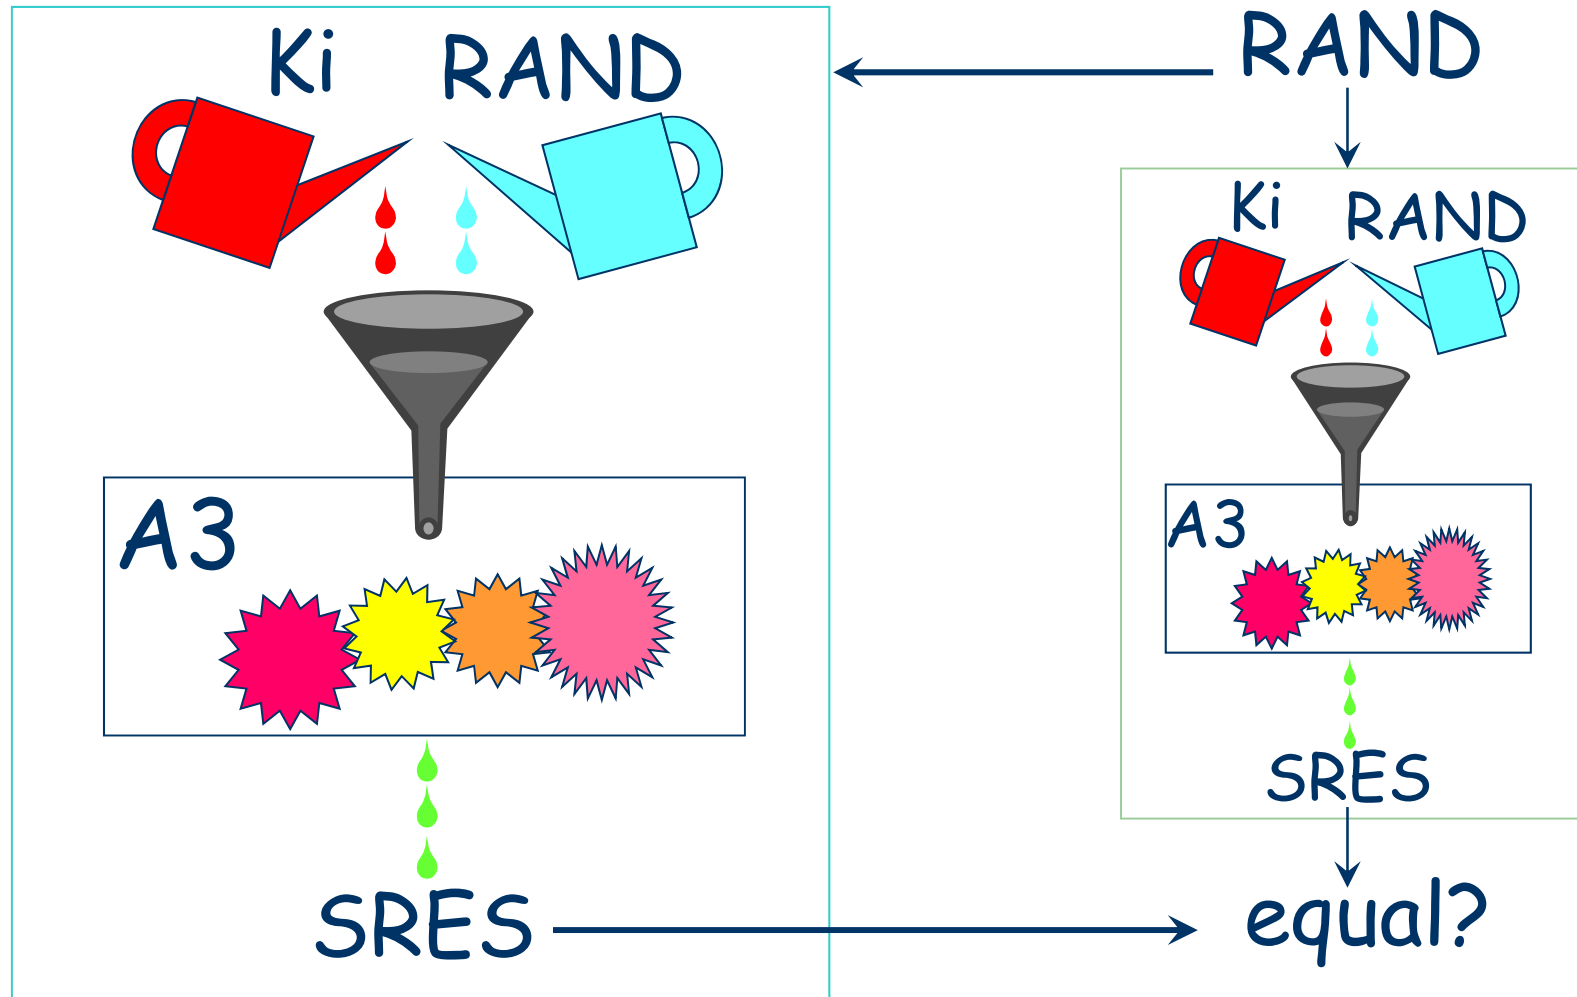 Ki RAND
A3
SRES
RAND
Ki RAND
A3
SRES
equal?